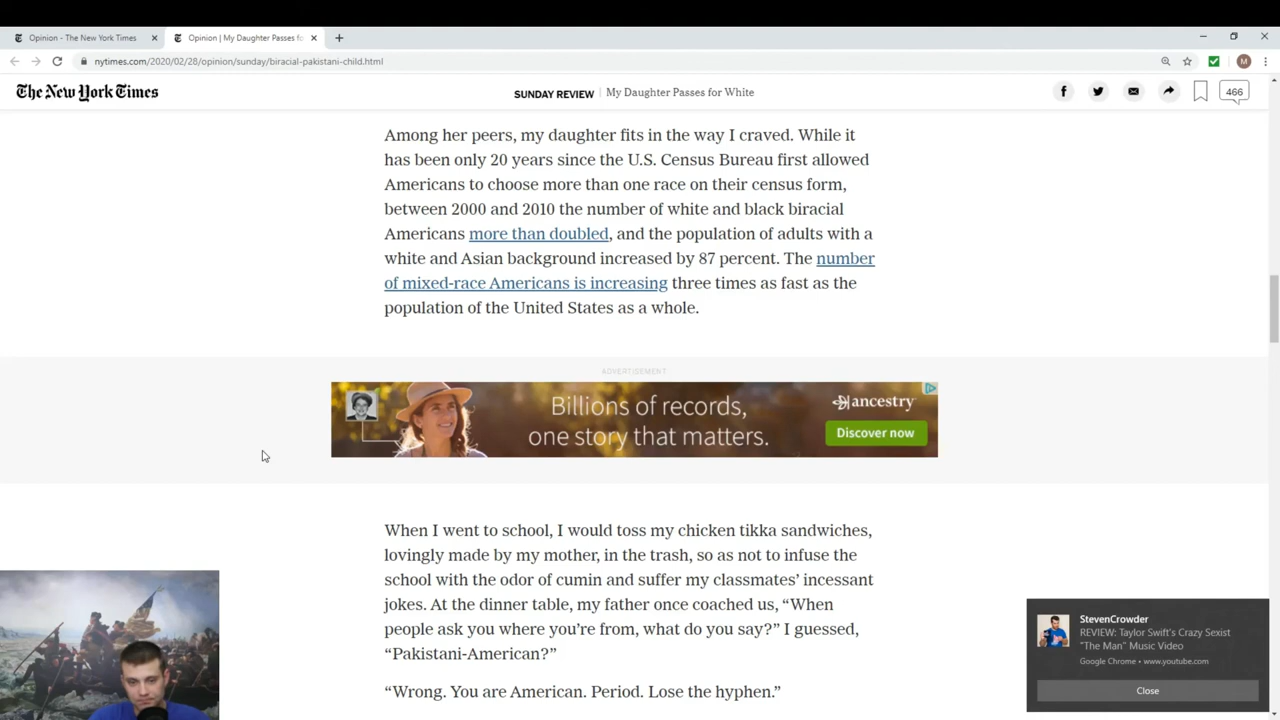 Opinion - The New York Times
Opinion | My Daughter Passes fo
nytimes.com/2020/02/28/opinion/sunday/biracial-pakistani-child.html
M
The New York Times
SUNDAY REVIEW | My Daughter Passes for White
466
Among her peers, my daughter fits in the way I craved. While it
has been only 20 years since the U.S. Census Bureau first allowed
Americans to choose more than one race on their census form,
between 2000 and 2010 the number of white and black biracial
Americans more than doubled, and the population of adults with a
white and Asian background increased by 87 percent. The number
of mixed-race Americans is increasing three times as fast as the
population of the United States as a whole.
ADVERTISEMENT
Billions of records,
one story that matters.
ancestry
Discover now
When I went to school, I would toss my chicken tikka sandwiches,
lovingly made by my mother, in the trash, so as not to infuse the
school with the odor of cumin and suffer my classmates’ incessant
jokes. At the dinner table, my father once coached us, “When
people ask you where you’re from, what do you say?” I guessed,
“Pakistani-American?”
“Wrong. You are American. Period. Lose the hyphen.”
StevenCrowder
REVIEW: Taylor Swift's Crazy Sexist
"The Man" Music Video
Google Chrome • www.youtube.com
Close